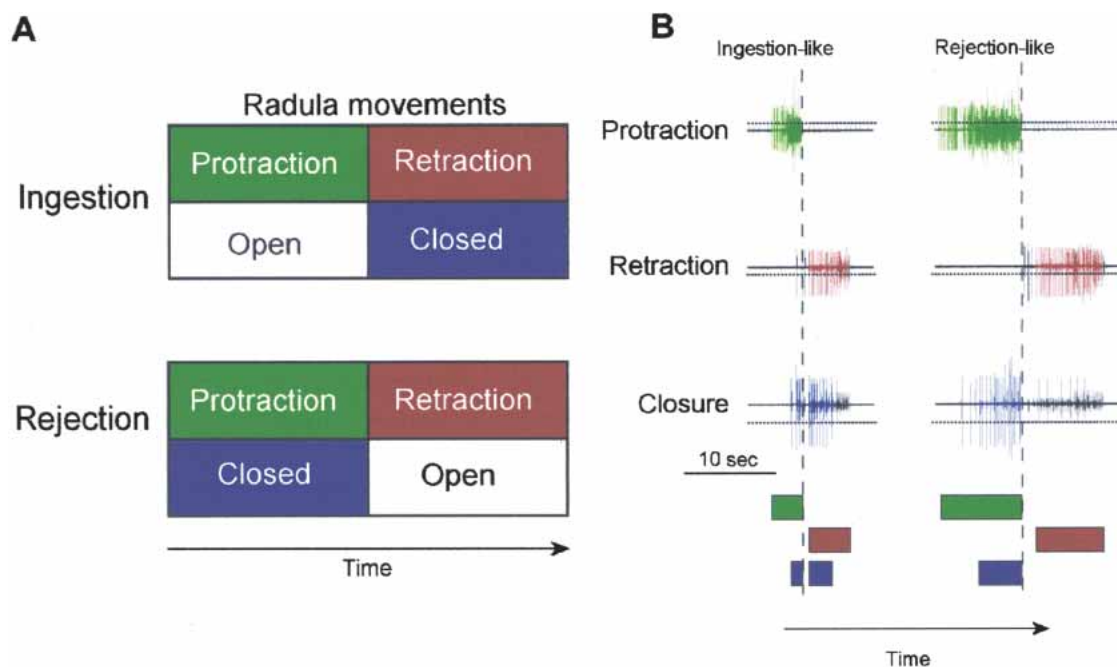 A
Radula movements
Ingestion
Protraction
Retraction
Open
Closed
Rejection
Protraction
Retraction
Closed
Open
Time
B
Ingestion-like
Rejection-like
Protraction
Retraction
Closure
10 sec
Time